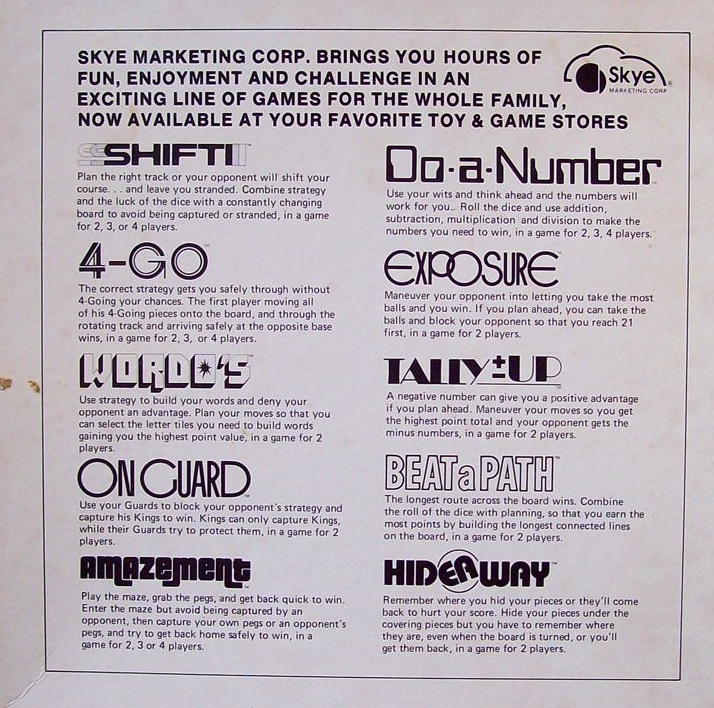 SKYE MARKETING CORP. BRINGS YOU HOURS OF
FUN, ENJOYMENT AND CHALLENGE IN AN
EXCITING LINE OF GAMES FOR THE WHOLE FAMILY,
NOW AVAILABLE AT YOUR FAVORITE TOY & GAME STORES
Skye®
MARKETING CORP
SHIFTI
Plan the right track or your opponent will shift your
course. . . and leave you stranded. Combine strategy
and the luck of the dice with a constantly changing
board to avoid being captured or stranded, in a game
for 2, 3, or 4 players.
4-GO™
The correct strategy gets you safely through without
4-Going your chances. The first player moving all
of his 4-Going pieces onto the board, and through the
rotating track and arriving safely at the opposite base
wins, in a game for 2, 3, or 4 players.
WORDO'S™
Use strategy to build your words and deny your
opponent an advantage. Plan your moves so that you
can select the letter tiles you need to build words
gaining you the highest point value, in a game for 2
players.
ON GUARD™
Use your Guards to block your opponent's strategy and
capture his Kings to win. Kings can only capture Kings,
while their Guards try to protect them, in a game for 2
players.
AMAZEMENT™
Play the maze, grab the pegs, and get back quick to win.
Enter the maze but avoid being captured by an
opponent, then capture your own pegs or an opponent's
pegs, and try to get back home safely to win, in a
game for 2, 3 or 4 players.
Do·a·Number™
Use your wits and think ahead and the numbers will
work for you.. Roll the dice and use addition,
subtraction, multiplication and division to make the
numbers you need to win, in a game for 2, 3, 4 players.
EXPOSURE™
Maneuver your opponent into letting you take the most
balls and you win. If you plan ahead, you can take the
balls and block your opponent so that you reach 21
first, in a game for 2 players.
TALLY±UP™
A negative number can give you a positive advantage
if you plan ahead. Maneuver your moves so you get
the highest point total and your opponent gets the
minus numbers, in a game for 2 players.
BEAT a PATH™
The longest route across the board wins. Combine
the roll of the dice with planning, so that you earn the
most points by building the longest connected lines
on the board, in a game for 2 players.
HIDEAWAY™
Remember where you hid your pieces or they'll come
back to hurt your score. Hide your pieces under the
covering pieces but you have to remember where
they are, even when the board is turned, or you'll
get them back, in a game for 2 players.